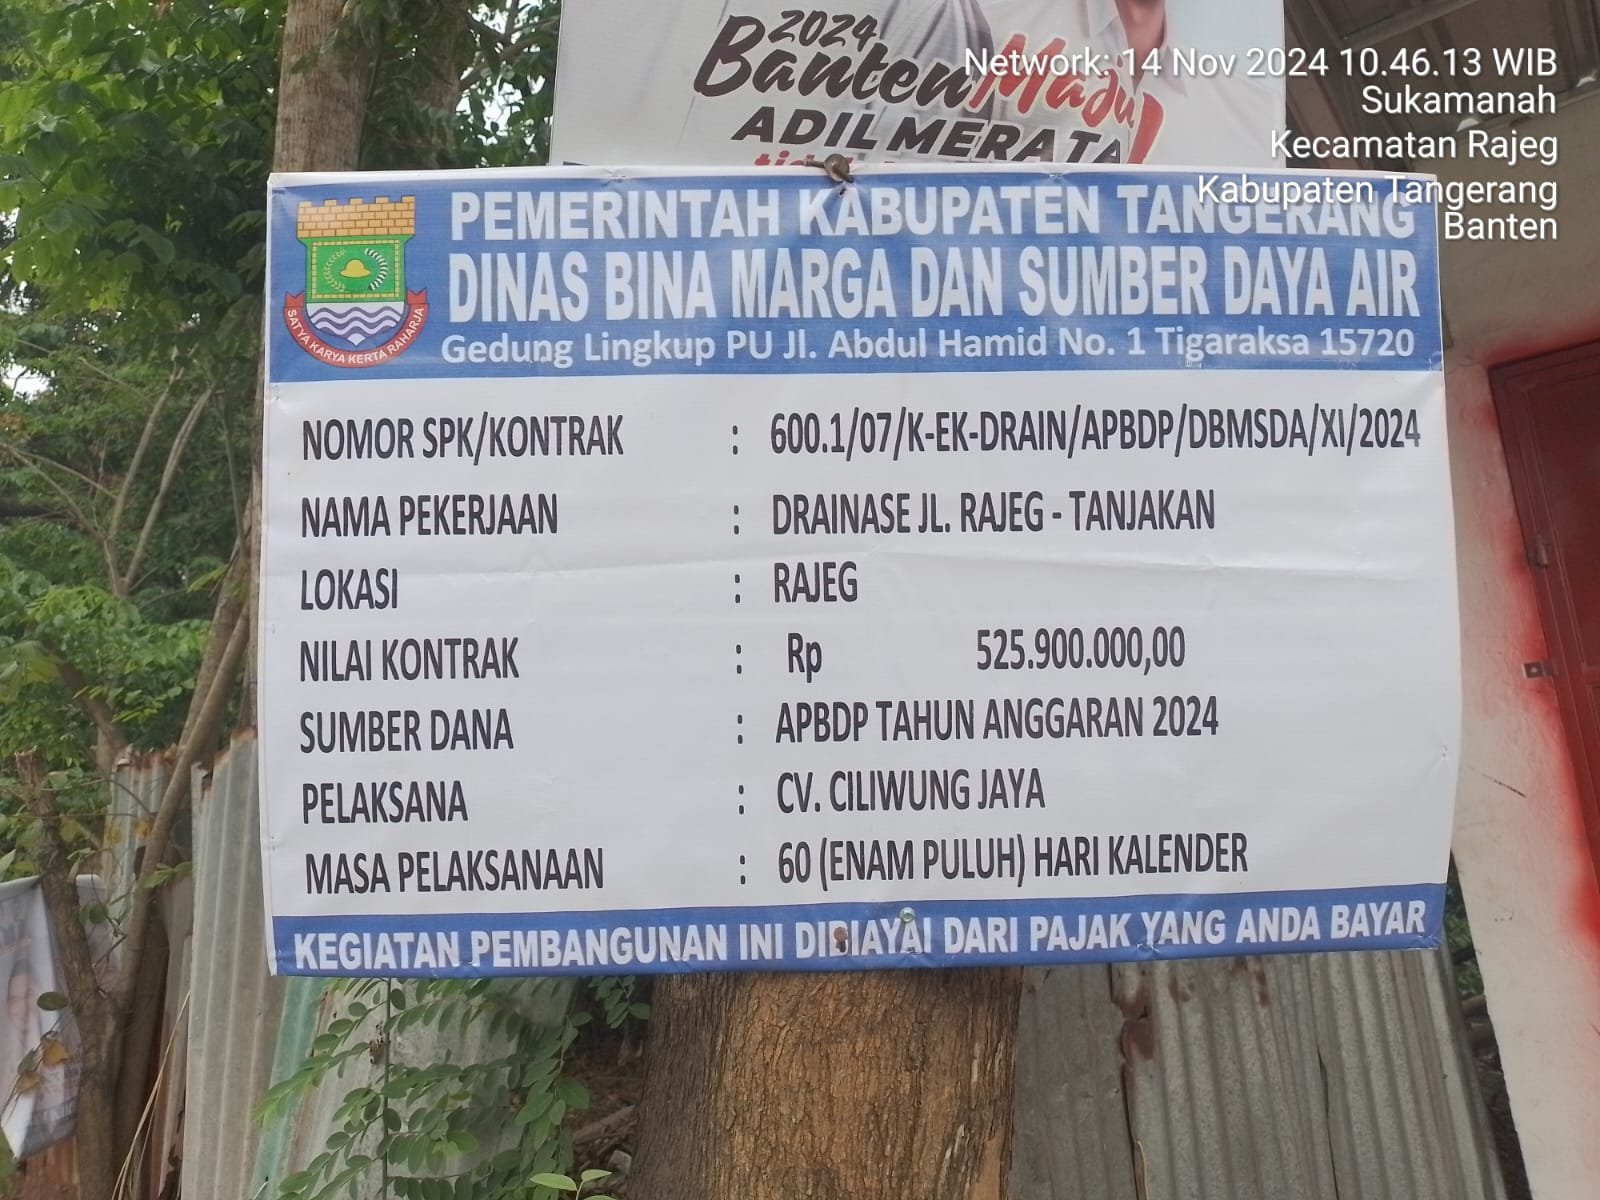 2024
Banten Maju
ADIL MERATA
Network: 14 Nov 2024 10.46.13 WIB
Sukamanah
Kecamatan Rajeg
Kabupaten Tangerang
Banten
PEMERINTAH KABUPATEN TANGERANG
DINAS BINA MARGA DAN SUMBER DAYA AIR
Gedung Lingkup PU Jl. Abdul Hamid No. 1 Tigaraksa 15720
SATYA KARYA KERTA RAHARJA
NOMOR SPK/KONTRAK : 600.1/07/K-EK-DRAIN/APBDP/DBMSDA/XI/2024
NAMA PEKERJAAN : DRAINASE JL. RAJEG - TANJAKAN
LOKASI : RAJEG
NILAI KONTRAK : Rp 525.900.000,00
SUMBER DANA : APBDP TAHUN ANGGARAN 2024
PELAKSANA : CV. CILIWUNG JAYA
MASA PELAKSANAAN : 60 (ENAM PULUH) HARI KALENDER
KEGIATAN PEMBANGUNAN INI DIBIAYAI DARI PAJAK YANG ANDA BAYAR